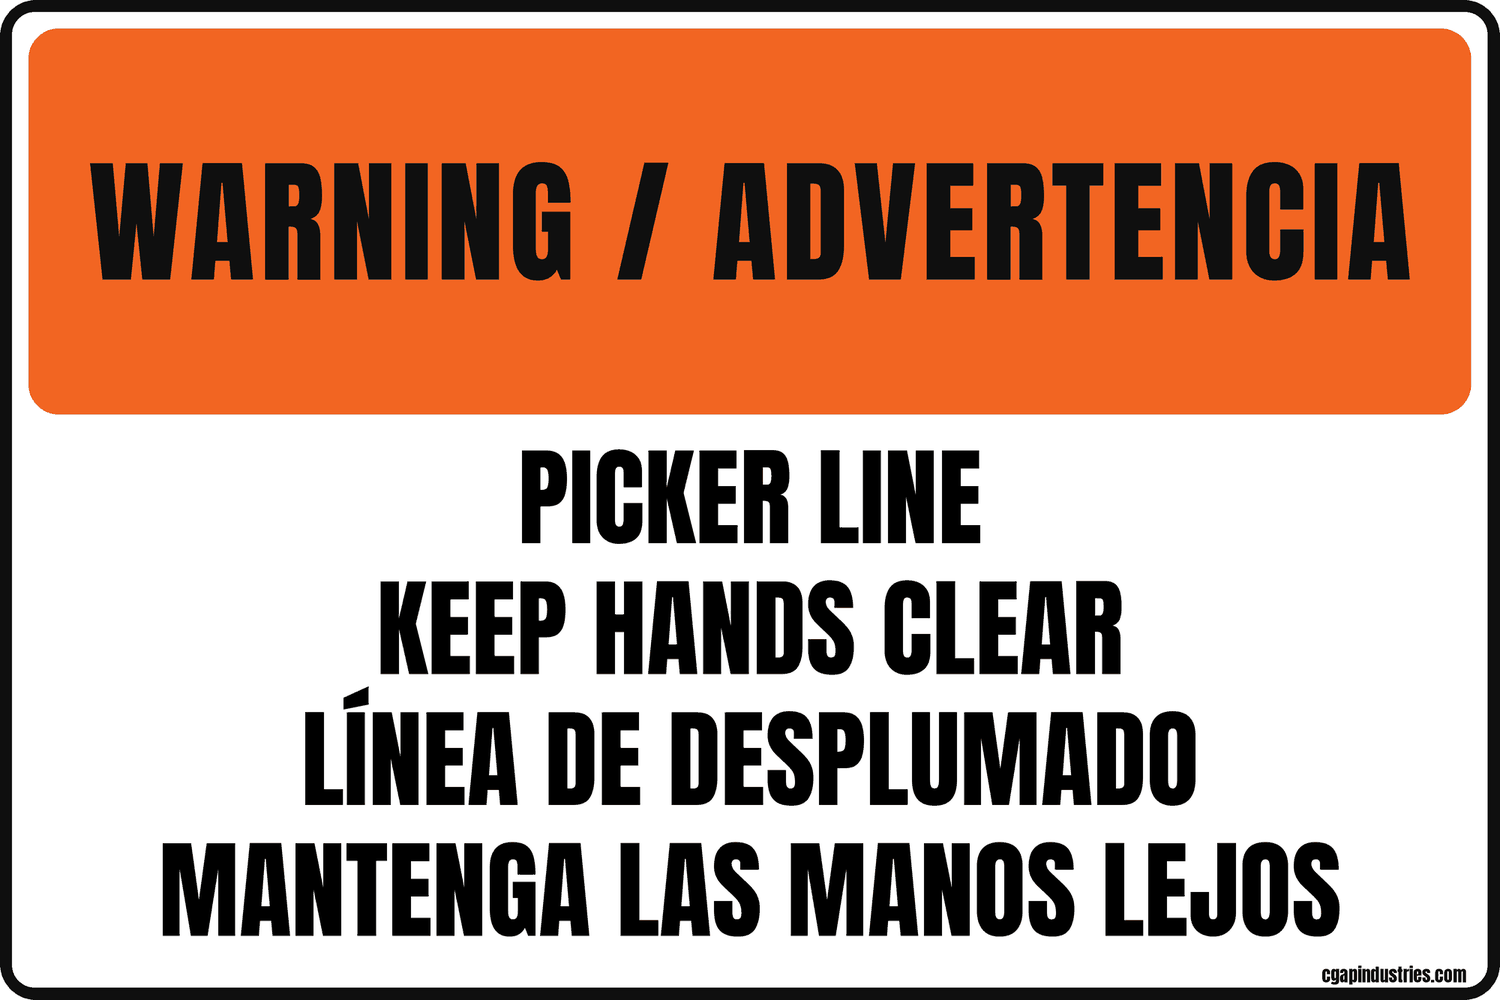 WARNING / ADVERTENCIA
PICKER LINE
KEEP HANDS CLEAR
LÍNEA DE DESPLUMADO
MANTENGA LAS MANOS LEJOS
cgapindustries.com